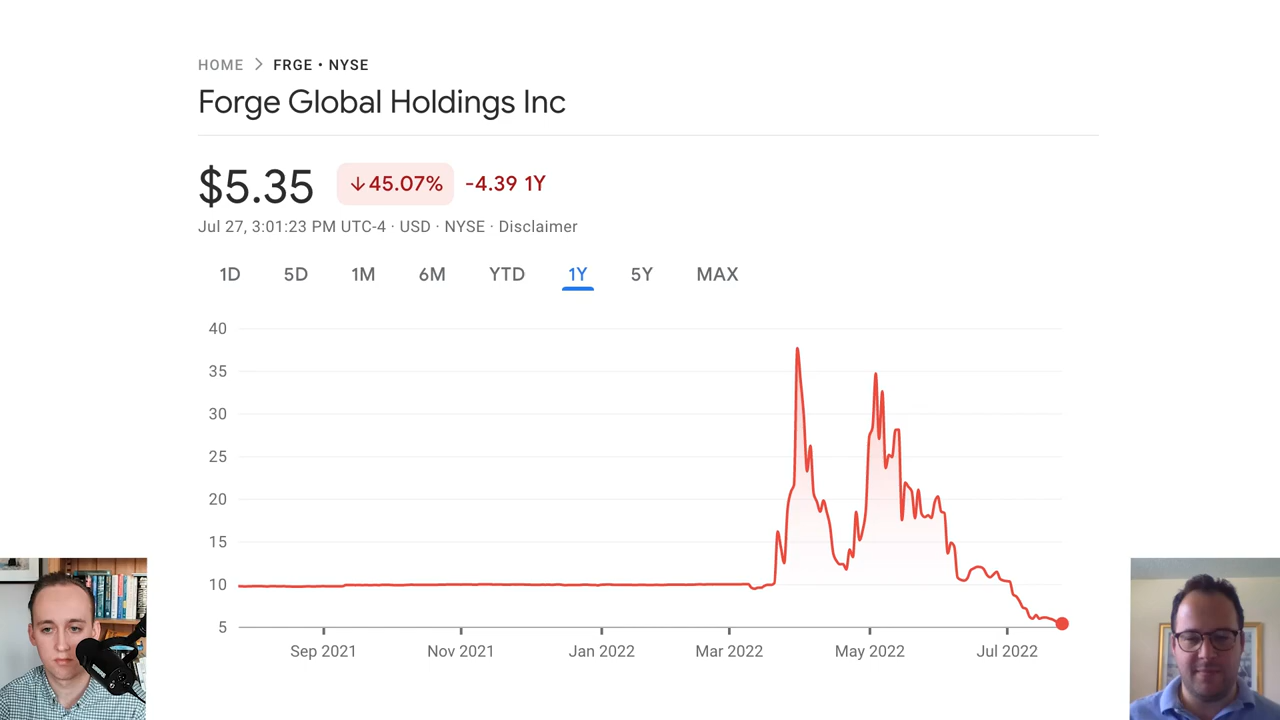 HOME > FRGE • NYSE
Forge Global Holdings Inc
$5.35 ↓45.07% -4.39 1Y
Jul 27, 3:01:23 PM UTC-4 · USD · NYSE · Disclaimer
1D 5D 1M 6M YTD 1Y 5Y MAX
40
35
30
25
20
15
10
5
Sep 2021 Nov 2021 Jan 2022 Mar 2022 May 2022 Jul 2022